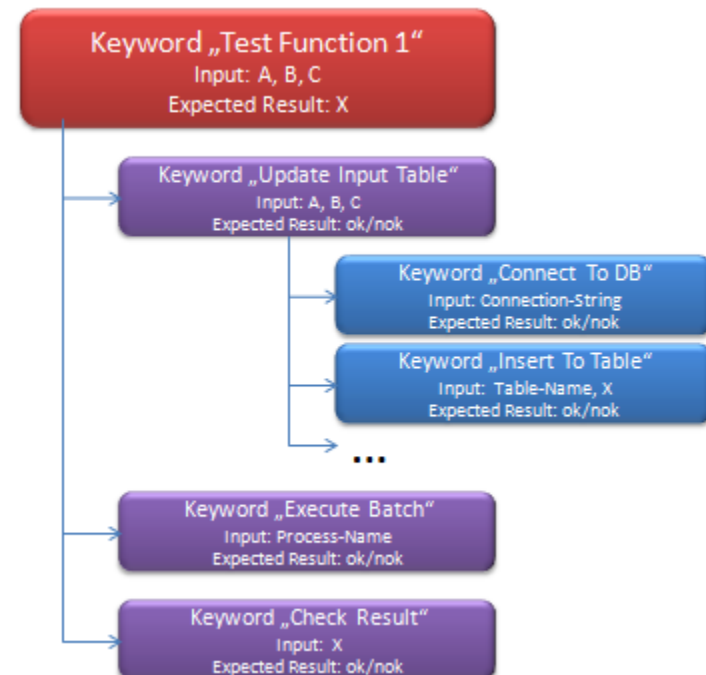 Keyword „Test Function 1“
Input: A, B, C
Expected Result: X
Keyword „Update Input Table“
Input: A, B, C
Expected Result: ok/nok
Keyword „Connect To DB“
Input: Connection-String
Expected Result: ok/nok
Keyword „Insert To Table“
Input: Table-Name, X
Expected Result: ok/nok
...
Keyword „Execute Batch“
Input: Process-Name
Expected Result: ok/nok
Keyword „Check Result“
Input: X
Expected Result: ok/nok